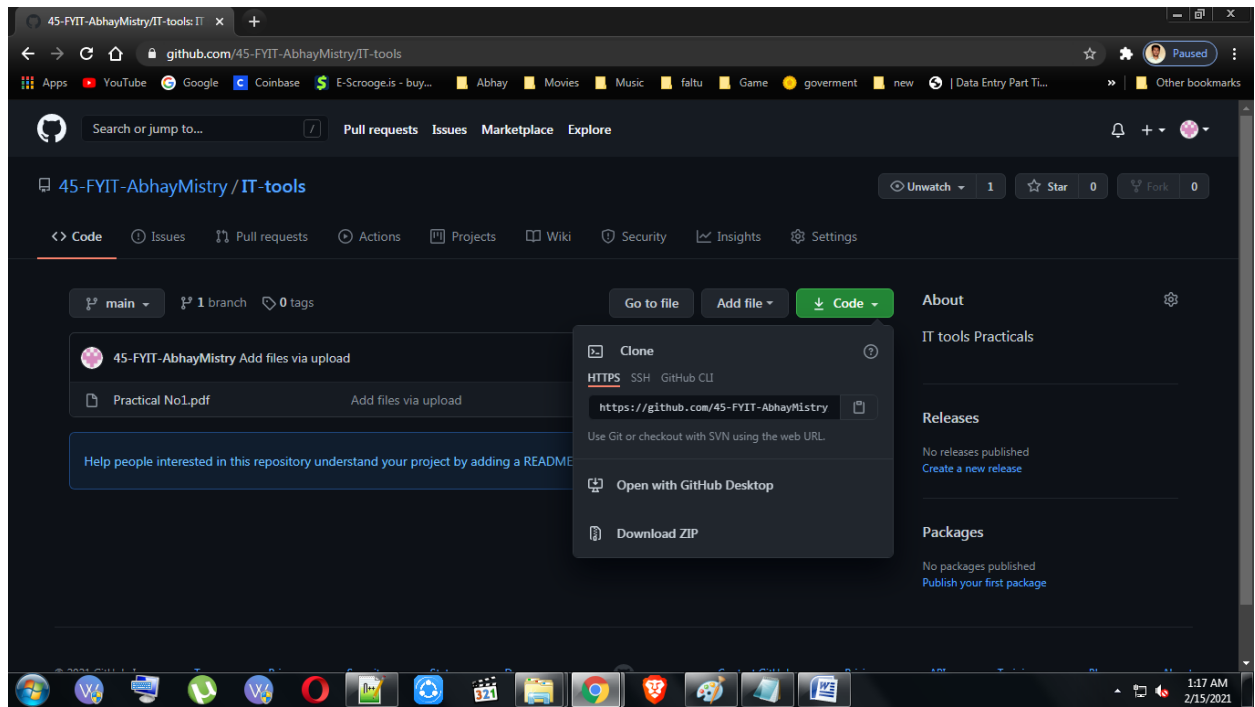 45-FYIT-AbhayMistry/IT-tools: IT
github.com/45-FYIT-AbhayMistry/IT-tools
Paused
Apps YouTube Google Coinbase E-Scrooge.is - buy... Abhay Movies Music faltu Game goverment new | Data Entry Part Ti... » Other bookmarks
Search or jump to... / Pull requests Issues Marketplace Explore
45-FYIT-AbhayMistry / IT-tools
Unwatch 1 Star 0 Fork 0
Code Issues Pull requests Actions Projects Wiki Security Insights Settings
main 1 branch 0 tags Go to file Add file Code
About
IT tools Practicals
45-FYIT-AbhayMistry Add files via upload
Practical No1.pdf Add files via upload
Help people interested in this repository understand your project by adding a README
Clone
HTTPS SSH GitHub CLI
https://github.com/45-FYIT-AbhayMistry
Use Git or checkout with SVN using the web URL.
Open with GitHub Desktop
Download ZIP
Releases
No releases published
Create a new release
Packages
No packages published
Publish your first package
321
1:17 AM
2/15/2021